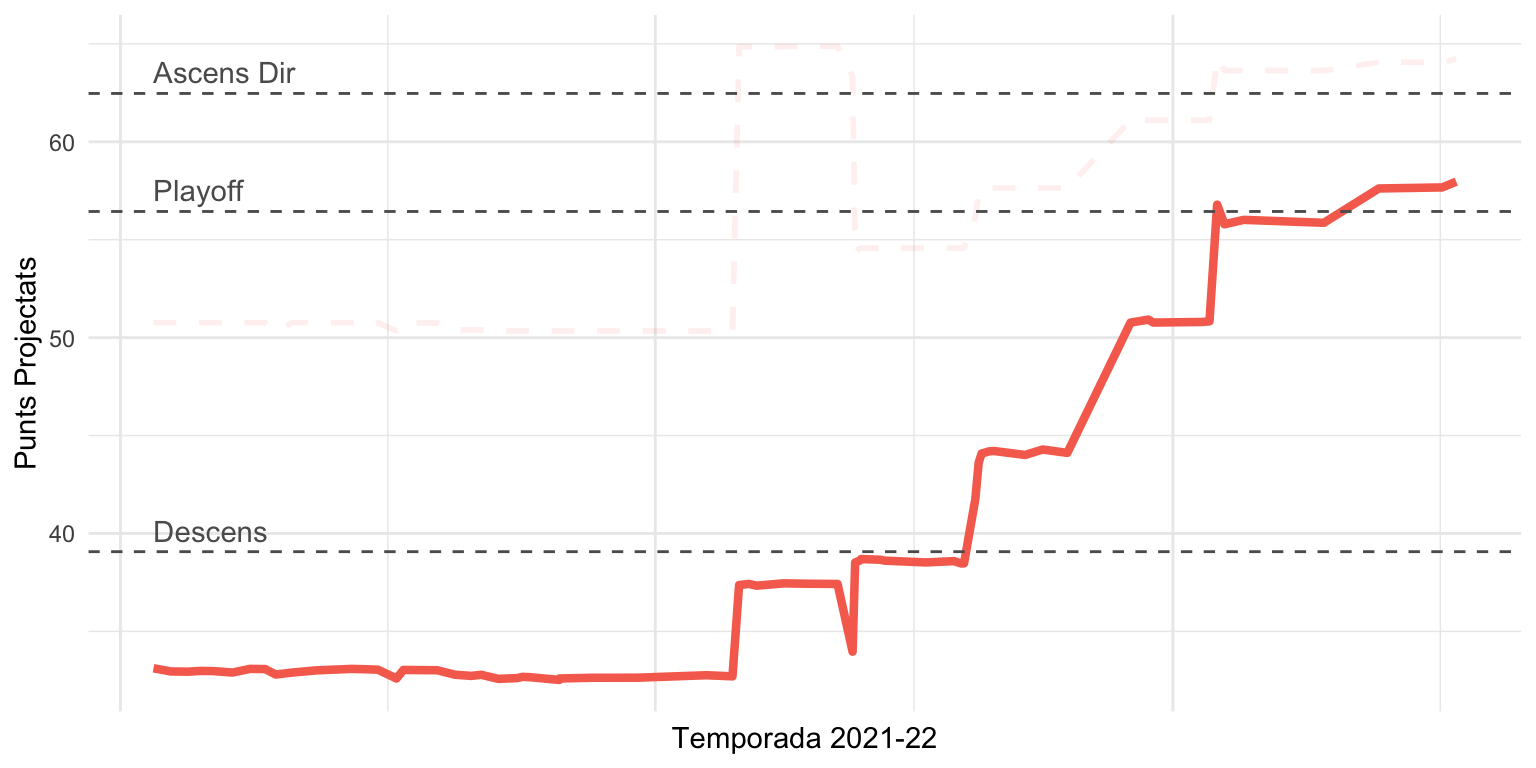 Ascens Dir
60
Playoff
50
Punts Projectats
40
Descens
Temporada 2021-22